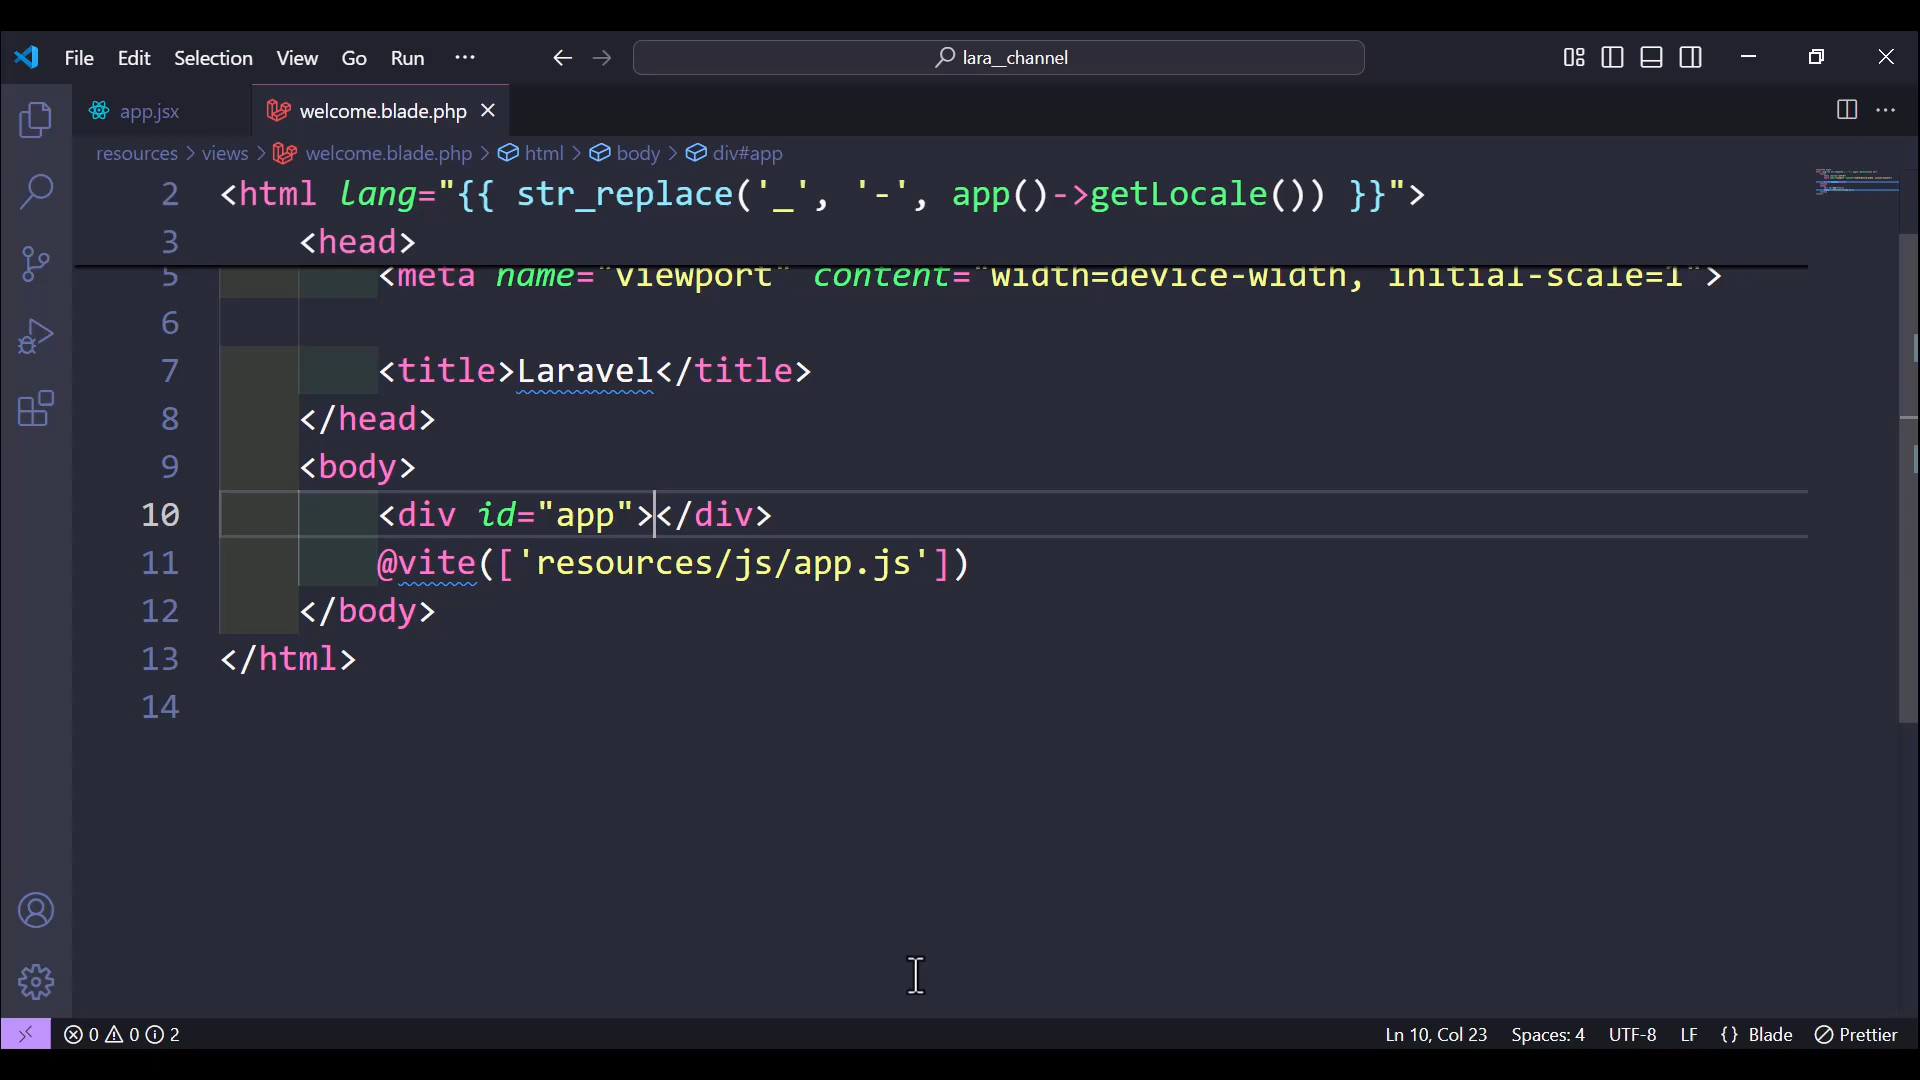 File Edit Selection View Go Run ··· lara__channel
app.jsx welcome.blade.php
resources > views > welcome.blade.php > html > body > div#app
2 <html lang="{{ str_replace('_', '-', app()->getLocale()) }}">
3 <head>
5 <meta name="viewport" content="width=device-width, initial-scale=1">
6
7 <title>Laravel</title>
8 </head>
9 <body>
10 <div id="app"></div>
11 @vite(['resources/js/app.js'])
12 </body>
13 </html>
14
0 0 2 Ln 10, Col 23 Spaces: 4 UTF-8 LF {} Blade Prettier